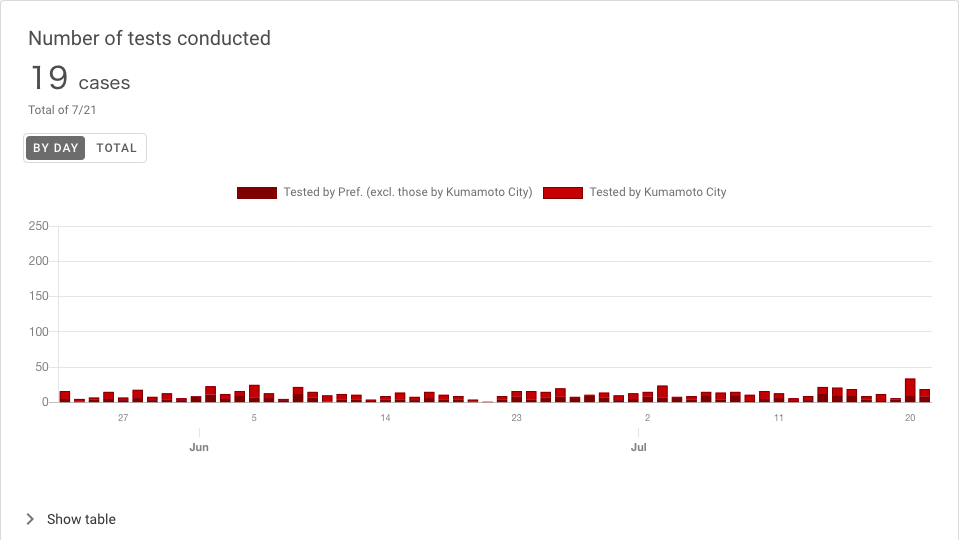 Number of tests conducted
19 cases
Total of 7/21
BY DAY TOTAL
Tested by Pref. (excl. those by Kumamoto City) Tested by Kumamoto City
250
200
150
100
50
0
27 5 14 23 2 11 20
Jun Jul
Show table